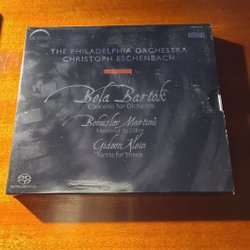 THE PHILADELPHIA ORCHESTRA
CHRISTOPH ESCHENBACH
Béla Bartók
Concerto for Orchestra
Bohuslav Martinů
Memorial to Lidice
Gideon Klein
Partita for Strings